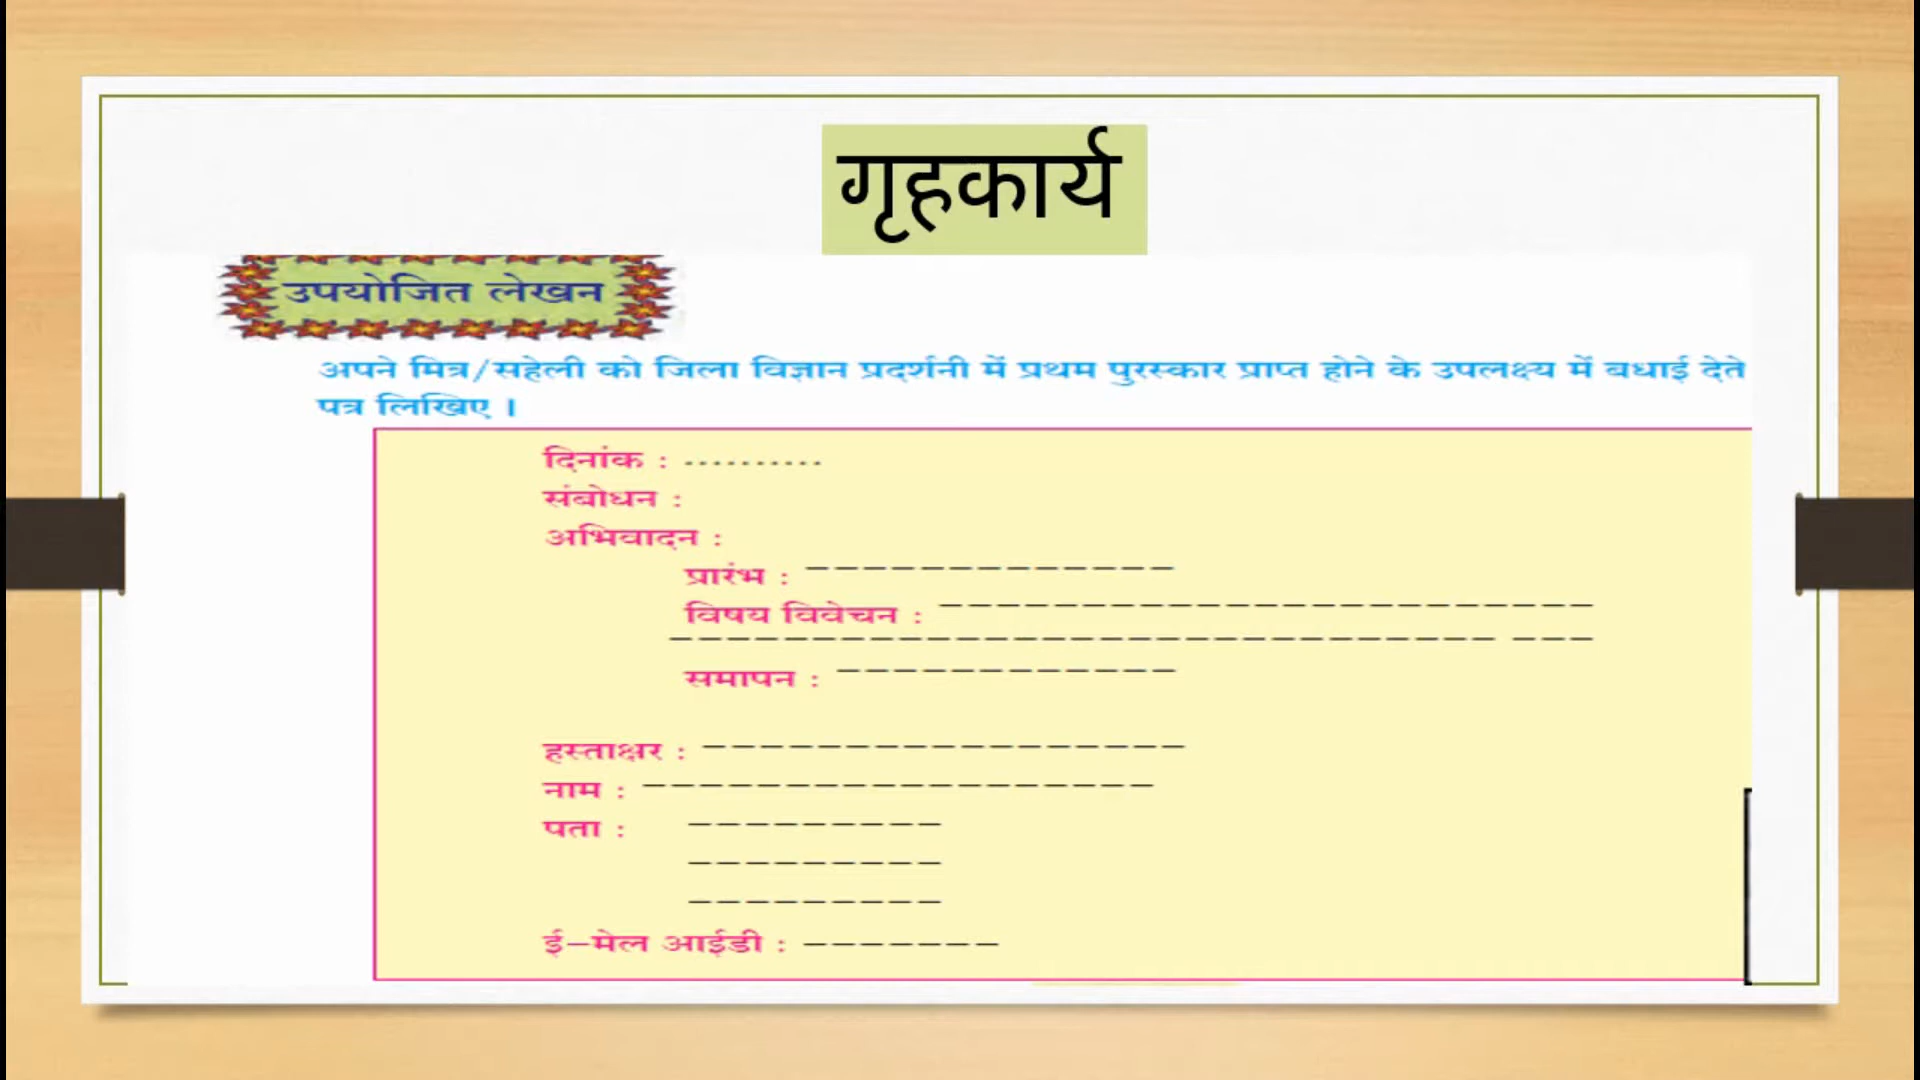 गृहकार्य
उपयोजित लेखन
अपने मित्र/सहेली को जिला विज्ञान प्रदर्शनी में प्रथम पुरस्कार प्राप्त होने के उपलक्ष्य में बधाई देते
पत्र लिखिए ।
दिनांक : ..........
संबोधन :
अभिवादन :
प्रारंभ : –––––––––––––
विषय विवेचन : –––––––––––––––––––––––
––––––––––––––––––––––––––––– –––
समापन : ––––––––––––
हस्ताक्षर : –––––––––––––––––
नाम : ––––––––––––––––––
पता : –––––––––
–––––––––
–––––––––
ई–मेल आईडी : –––––––